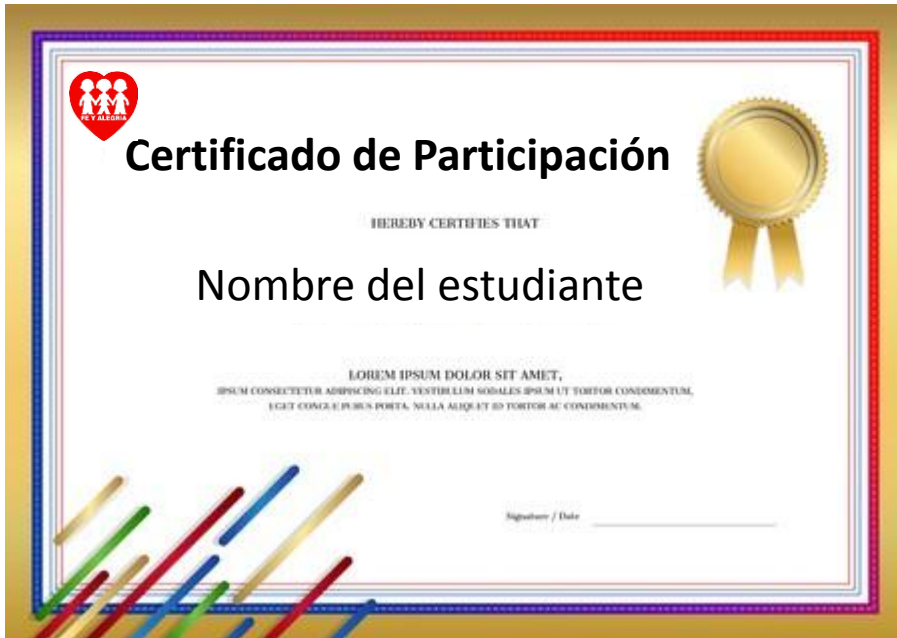 FE Y ALEGRIA
Certificado de Participación
HEREBY CERTIFIES THAT
Nombre del estudiante
LOREM IPSUM DOLOR SIT AMET,
IPSUM CONSECTETUR ADIPISCING ELIT. VESTIBULUM SODALES IPSUM UT TORTOR CONDIMENTUM,
EGET CONGUE PURUS PORTA. NULLA ALIQUET ID TORTOR AC CONDIMENTUM.
Signature / Date